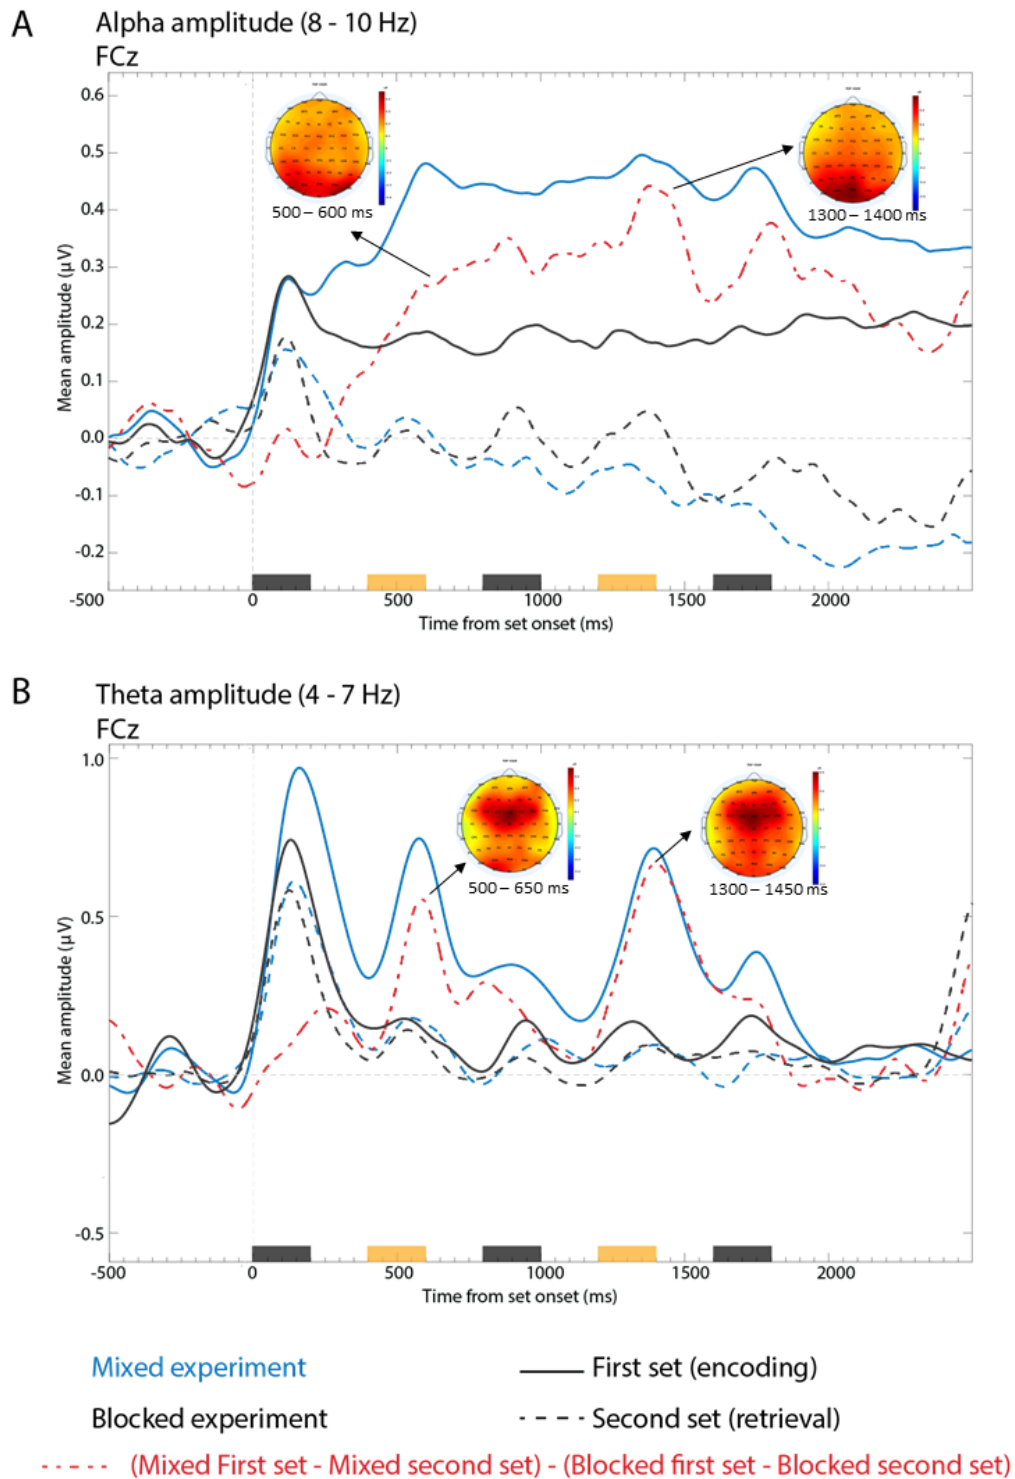 A
Alpha amplitude (8 - 10 Hz)
FCz
Mean amplitude (µV)
0.6
0.5
0.4
0.3
0.2
0.1
0.0
-0.1
-0.2
500 – 600 ms
1300 – 1400 ms
-500 0 500 1000 1500 2000
Time from set onset (ms)
B
Theta amplitude (4 - 7 Hz)
FCz
Mean amplitude (µV)
1.0
0.5
0.0
-0.5
500 – 650 ms
1300 – 1450 ms
-500 0 500 1000 1500 2000
Time from set onset (ms)
Mixed experiment
First set (encoding)
Blocked experiment
Second set (retrieval)
(Mixed First set - Mixed second set) - (Blocked first set - Blocked second set)